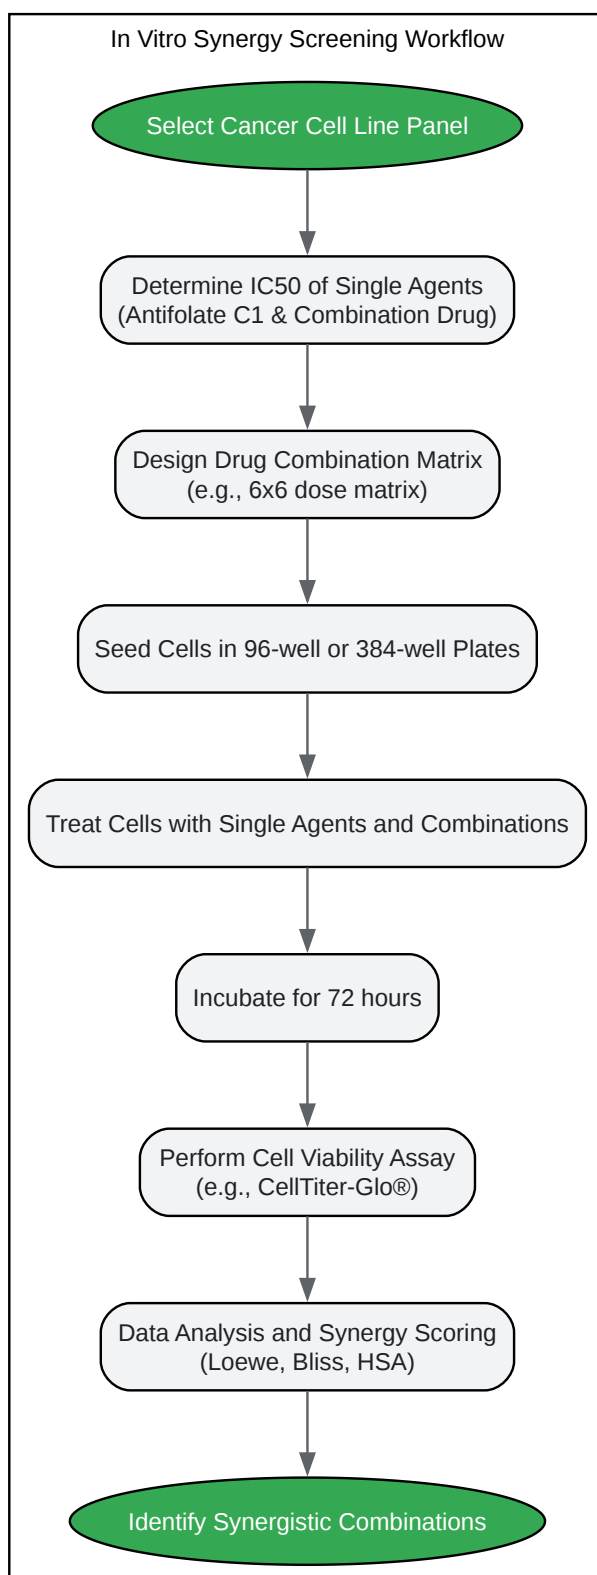 In Vitro Synergy Screening Workflow
Select Cancer Cell Line Panel
Determine IC50 of Single Agents
(Antifolate C1 & Combination Drug)
Design Drug Combination Matrix
(e.g., 6x6 dose matrix)
Seed Cells in 96-well or 384-well Plates
Treat Cells with Single Agents and Combinations
Incubate for 72 hours
Perform Cell Viability Assay
(e.g., CellTiter-Glo®)
Data Analysis and Synergy Scoring
(Loewe, Bliss, HSA)
Identify Synergistic Combinations